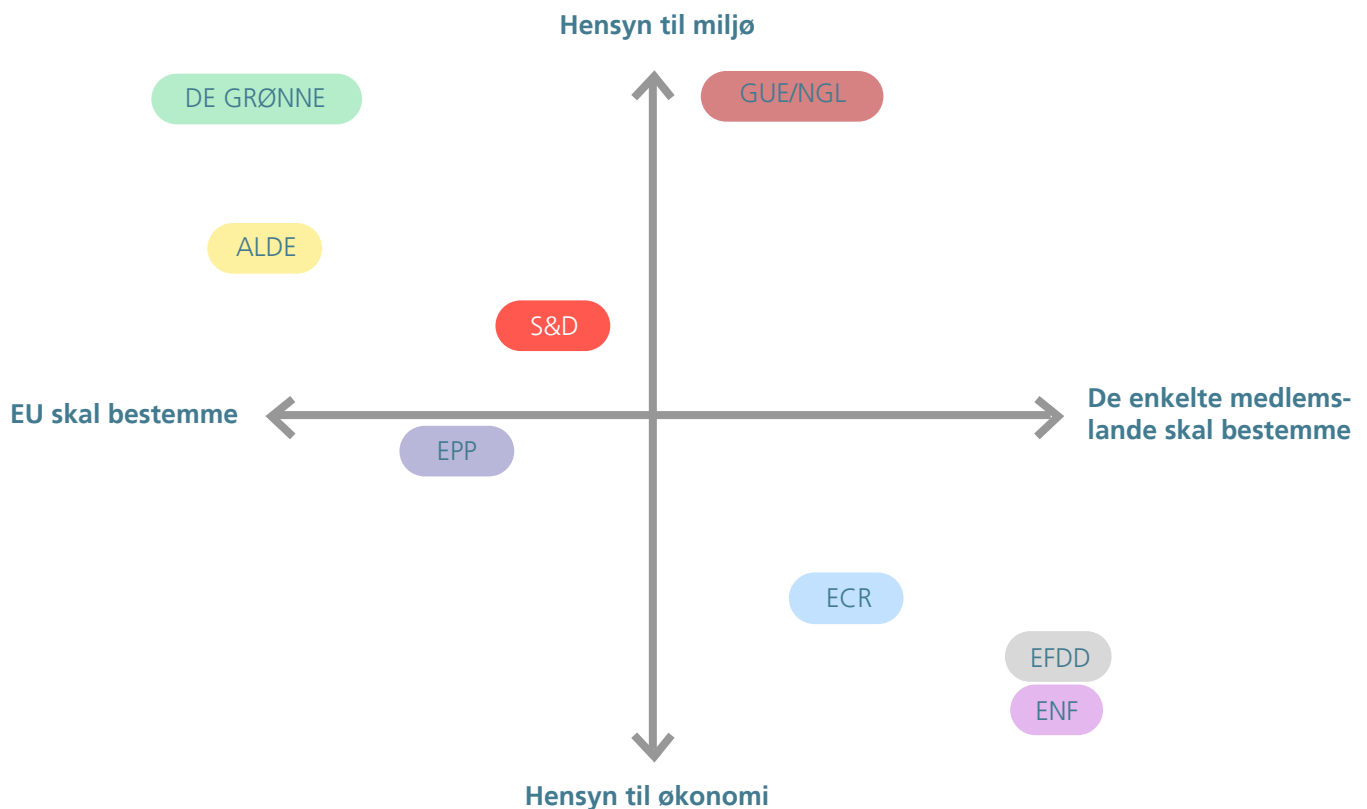 Hensyn til miljø
DE GRØNNE
GUE/NGL
ALDE
S&D
EU skal bestemme
De enkelte medlems-
lande skal bestemme
EPP
ECR
EFDD
ENF
Hensyn til økonomi